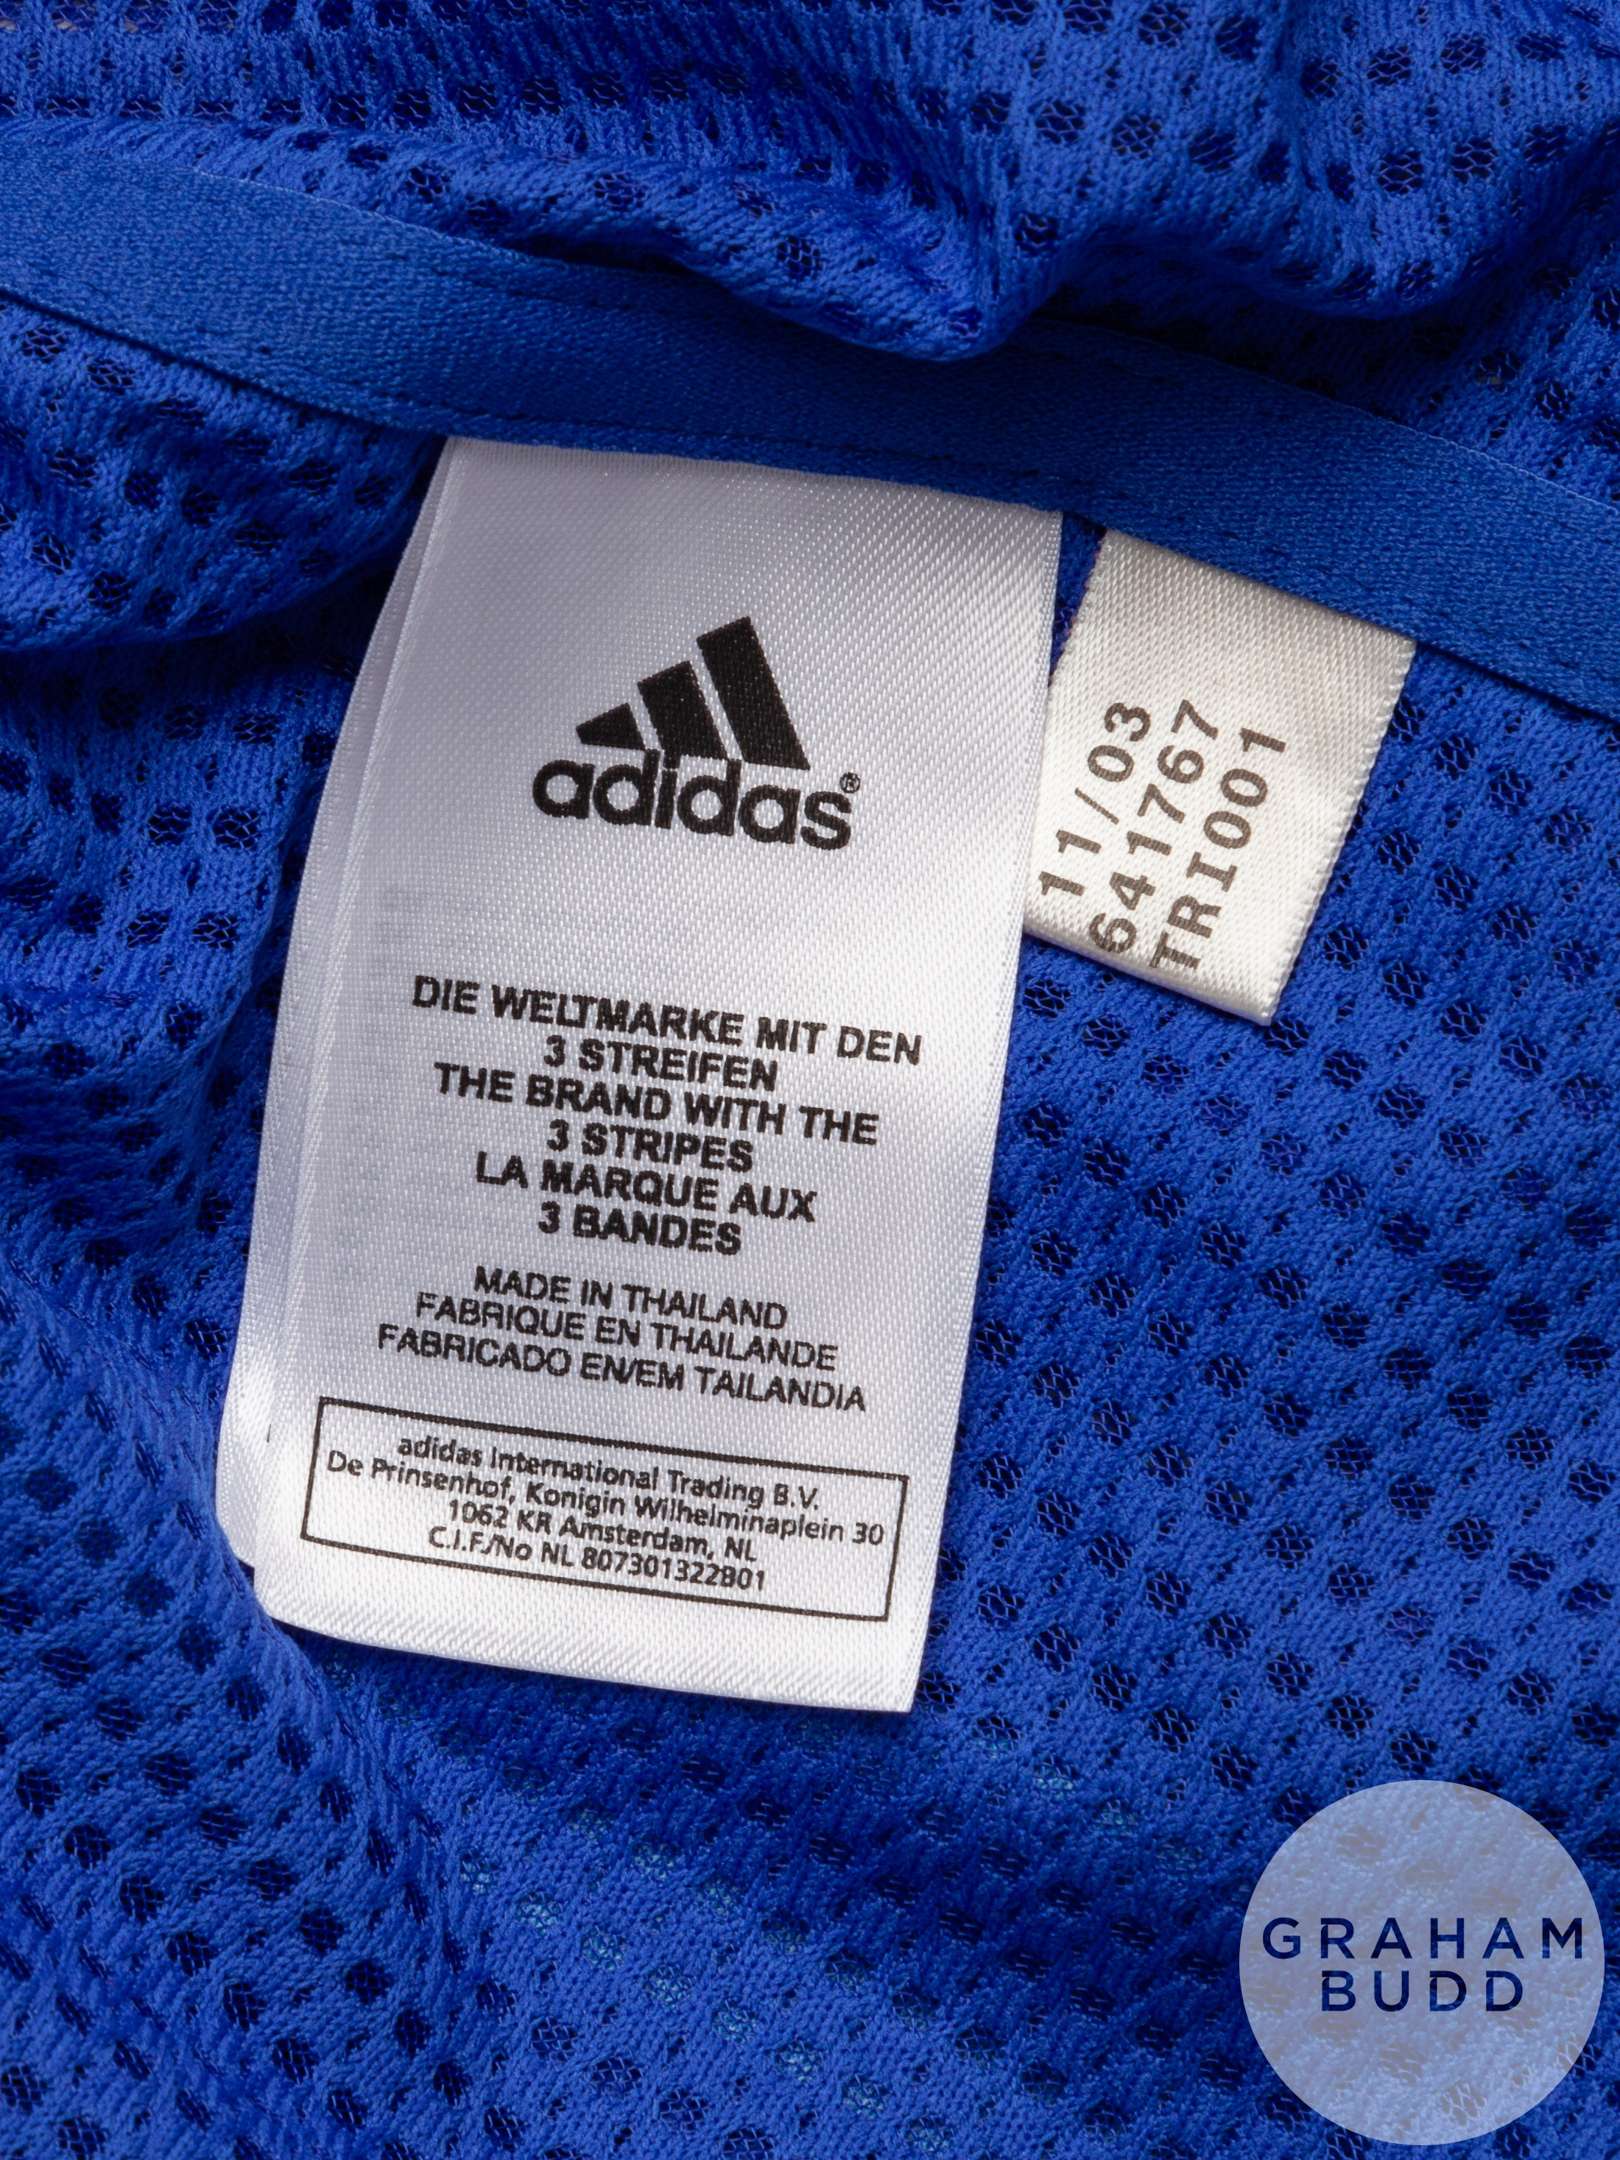 adidas®
DIE WELTMARKE MIT DEN
3 STREIFEN
THE BRAND WITH THE
3 STRIPES
LA MARQUE AUX
3 BANDES
MADE IN THAILAND
FABRIQUE EN THAILANDE
FABRICADO EN/EM TAILANDIA
adidas International Trading B.V.
De Prinsenhof, Konigin Wilhelminaplein 30
1062 KR Amsterdam, NL
C.I.F./No NL 807301322B01
11/03
641767
TRI001
GRAHAM
BUDD